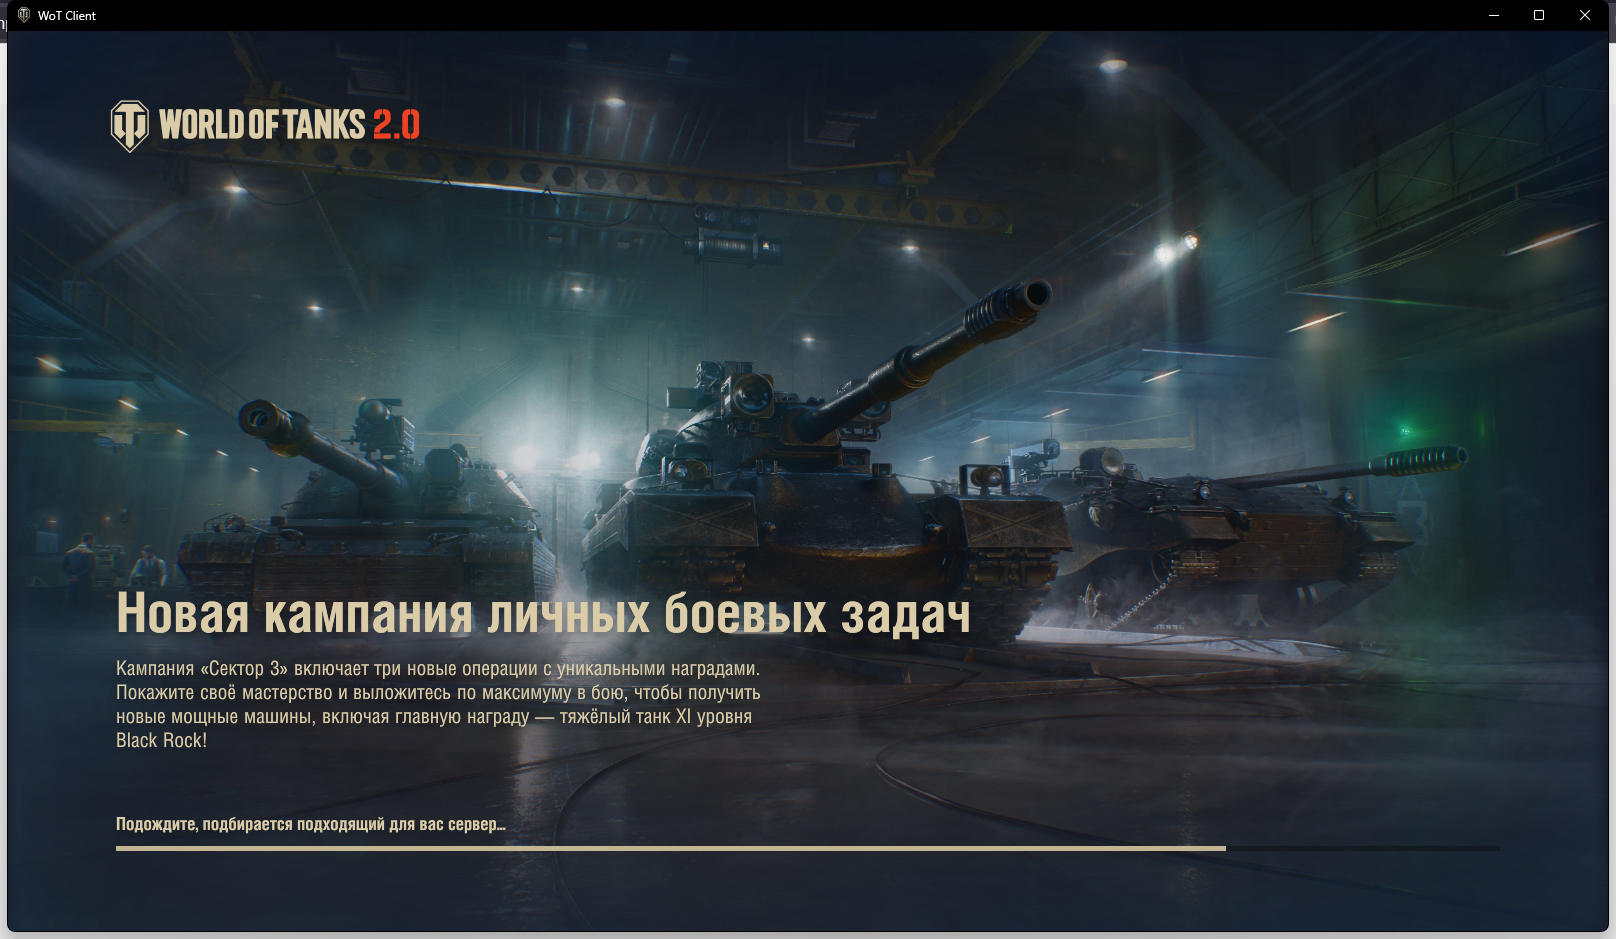 WoT Client
WORLD OF TANKS 2.0
Новая кампания личных боевых задач
Кампания «Сектор 3» включает три новые операции с уникальными наградами.
Покажите своё мастерство и выложитесь по максимуму в бою, чтобы получить
новые мощные машины, включая главную награду — тяжёлый танк XI уровня
Black Rock!
Подождите, подбирается подходящий для вас сервер...